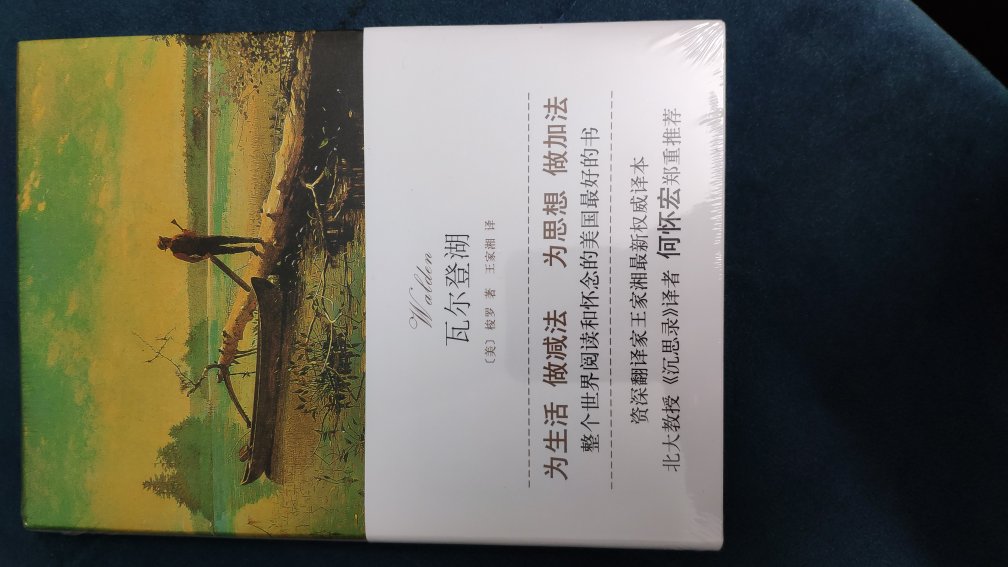 Walden
瓦尔登湖
〔美〕梭罗 著 王家湘 译
为生活 做减法 为思想 做加法
整个世界阅读和怀念的美国最好的书
资深翻译家王家湘最新权威译本
北大教授《沉思录》译者 何怀宏郑重推荐